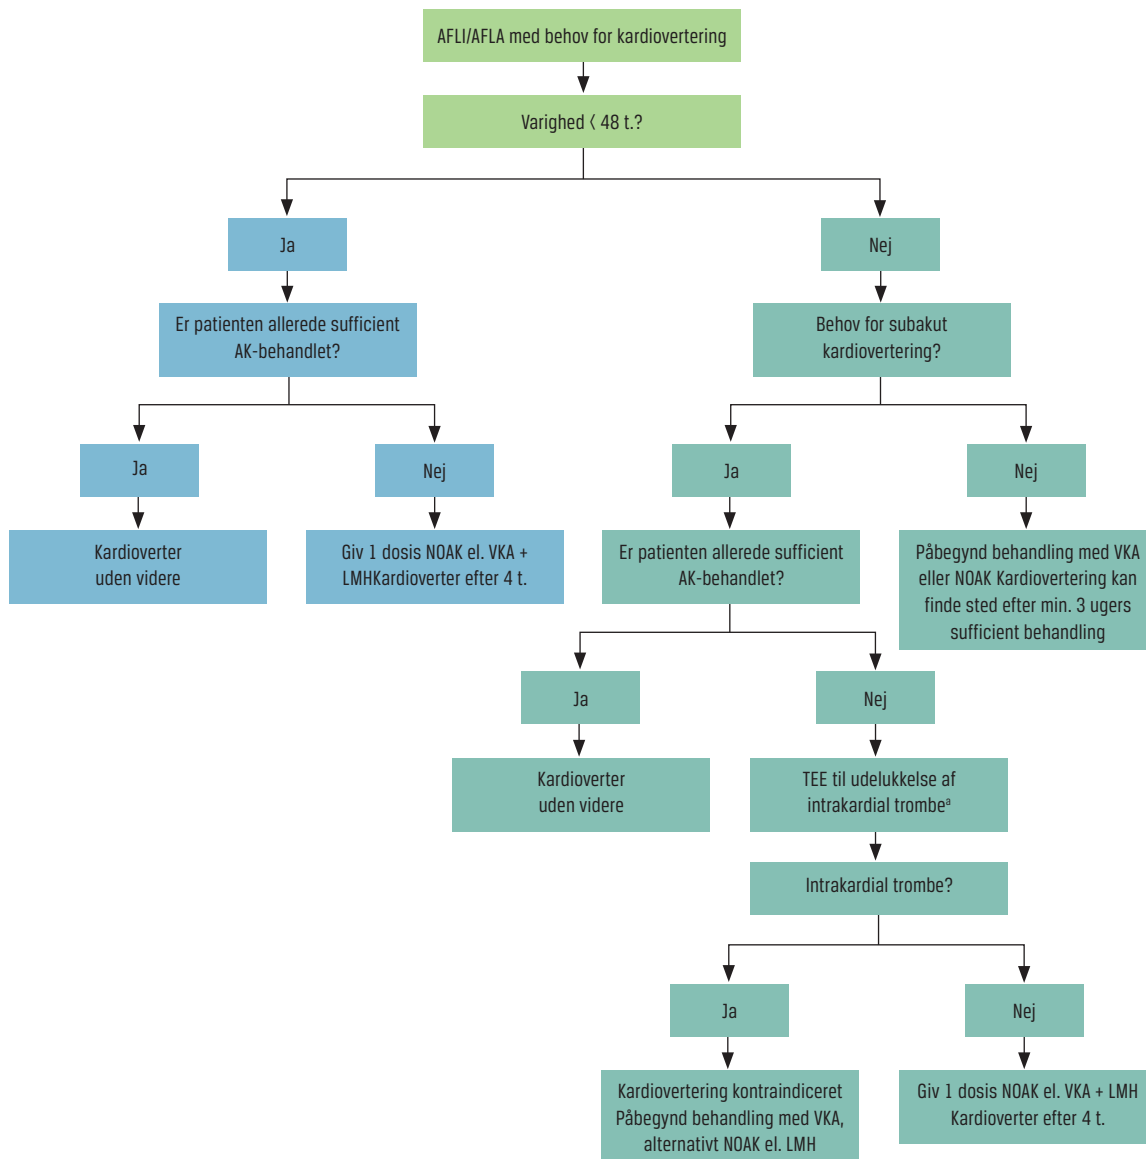 AFLI/AFLA med behov for kardiovertering
Varighed < 48 t.?
Ja
Nej
Er patienten allerede sufficient
AK-behandlet?
Behov for subakut
kardiovertering?
Ja
Nej
Ja
Nej
Kardioverter
uden videre
Giv 1 dosis NOAK el. VKA +
LMHKardioverter efter 4 t.
Er patienten allerede sufficient
AK-behandlet?
Påbegynd behandling med VKA
eller NOAK Kardiovertering kan
finde sted efter min. 3 ugers
sufficient behandling
Ja
Nej
Kardioverter
uden videre
TEE til udelukkelse af
intrakardial trombeᵃ
Intrakardial trombe?
Ja
Nej
Kardiovertering kontraindiceret
Påbegynd behandling med VKA,
alternativt NOAK el. LMH
Giv 1 dosis NOAK el. VKA + LMH
Kardioverter efter 4 t.